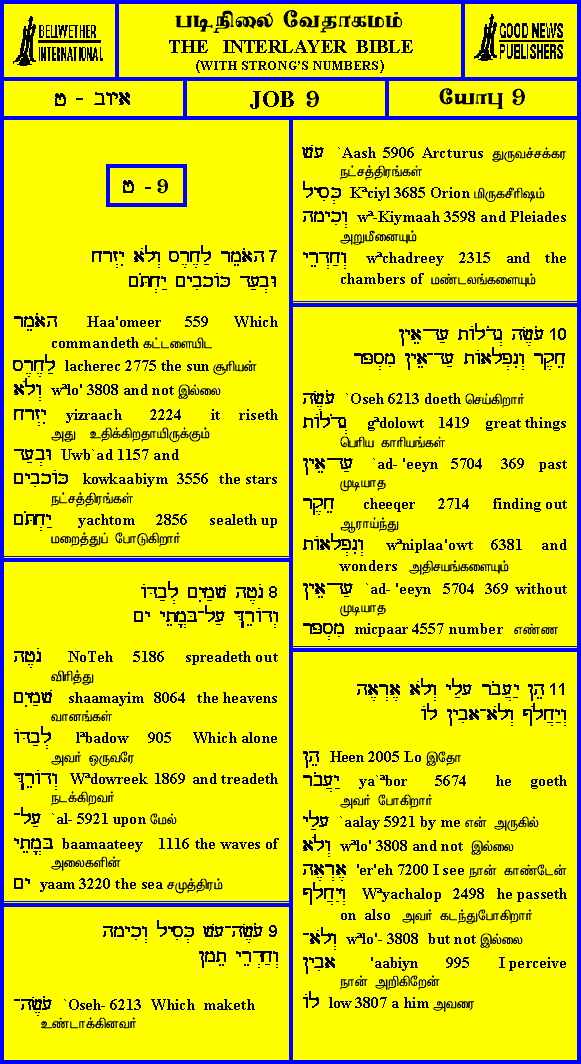 BELLWETHER
INTERNATIONAL
படிநிலை வேதாகமம்
THE INTERLAYER BIBLE
(WITH STRONG'S NUMBERS)
GOOD NEWS
PUBLISHERS
איוב - ט
JOB 9
யோபு 9
ט - 9
7 הַאֹמֵר לַחֶרֶס וְלֹא יִזְרַח
וּבְעַד כּוֹכָבִים יַחְתֹּם
הַאֹמֵר Haa'omeer 559 Which
commandeth கட்டளையிட
לַחֶרֶס lacherec 2775 the sun சூரியன்
וְלֹא wªlo' 3808 and not இல்லை
יִזְרַח yizraach 2224 it riseth
அது உதிக்கிறதாயிருக்கும்
וּבְעַד Uwb`ad 1157 and
כּוֹכָבִים kowkaabiym 3556 the stars
நட்சத்திரங்கள்
יַחְתֹּם yachtom 2856 sealeth up
மறைத்துப் போடுகிறார்
8 נֹטֶה שָׁמַיִם לְבַדּוֹ
וְדוֹרֵךְ עַל־בָּמֳתֵי יָם
נֹטֶה NoTeh 5186 spreadeth out
விரித்து
שָׁמַיִם shaamayim 8064 the heavens
வானங்கள்
לְבַדּוֹ lªbadow 905 Which alone
அவர் ஒருவரே
וְדוֹרֵךְ Wªdowreek 1869 and treadeth
நடக்கிறவர்
עַל־ `al- 5921 upon மேல்
בָּמֳתֵי baamaateey 1116 the waves of
அலைகளின்
יָם yaam 3220 the sea சமுத்திரம்
9 עֹשֶׂה־עָשׁ כְּסִיל וְכִימָה
וְחַדְרֵי תֵמָן
עֹשֶׂה־ `Oseh- 6213 Which maketh
உண்டாக்கினவர்
עָשׁ `Aash 5906 Arcturus துருவச்சக்கர
நட்சத்திரங்கள்
כְּסִיל Kªciyl 3685 Orion மிருகசீரிஷம்
וְכִימָה wª-Kiymaah 3598 and Pleiades
அறுமீனையும்
וְחַדְרֵי wªchadreey 2315 and the
chambers of மண்டலங்களையும்
10 עֹשֶׂה גְדֹלוֹת עַד־אֵין
חֵקֶר וְנִפְלָאוֹת עַד־אֵין מִסְפָּר
עֹשֶׂה `Oseh 6213 doeth செய்கிறார்
גְדֹלוֹת gªdolowt 1419 great things
பெரிய காரியங்கள்
עַד־אֵין `ad- 'eeyn 5704 369 past
முடியாத
חֵקֶר cheeqer 2714 finding out
ஆராய்ந்து
וְנִפְלָאוֹת wªniplaa'owt 6381 and
wonders அதிசயங்களையும்
עַד־אֵין `ad- 'eeyn 5704 369 without
முடியாத
מִסְפָּר micpaar 4557 number எண்ண
11 הֵן יַעֲבֹר עָלַי וְלֹא אֶרְאֶה
וְיַחֲלֹף וְלֹא־אָבִין לוֹ
הֵן Heen 2005 Lo இதோ
יַעֲבֹר ya`ªbor 5674 he goeth
அவர் போகிறார்
עָלַי `aalay 5921 by me என் அருகில்
וְלֹא wªlo' 3808 and not இல்லை
אֶרְאֶה 'er'eh 7200 I see நான் காண்டேன்
וְיַחֲלֹף Wªyachalop 2498 he passeth
on also அவர் கடந்துபோகிறார்
וְלֹא־ wªlo'- 3808 but not இல்லை
אָבִין 'aabiyn 995 I perceive
நான் அறிகிறேன்
לוֹ low 3807 a him அவரை